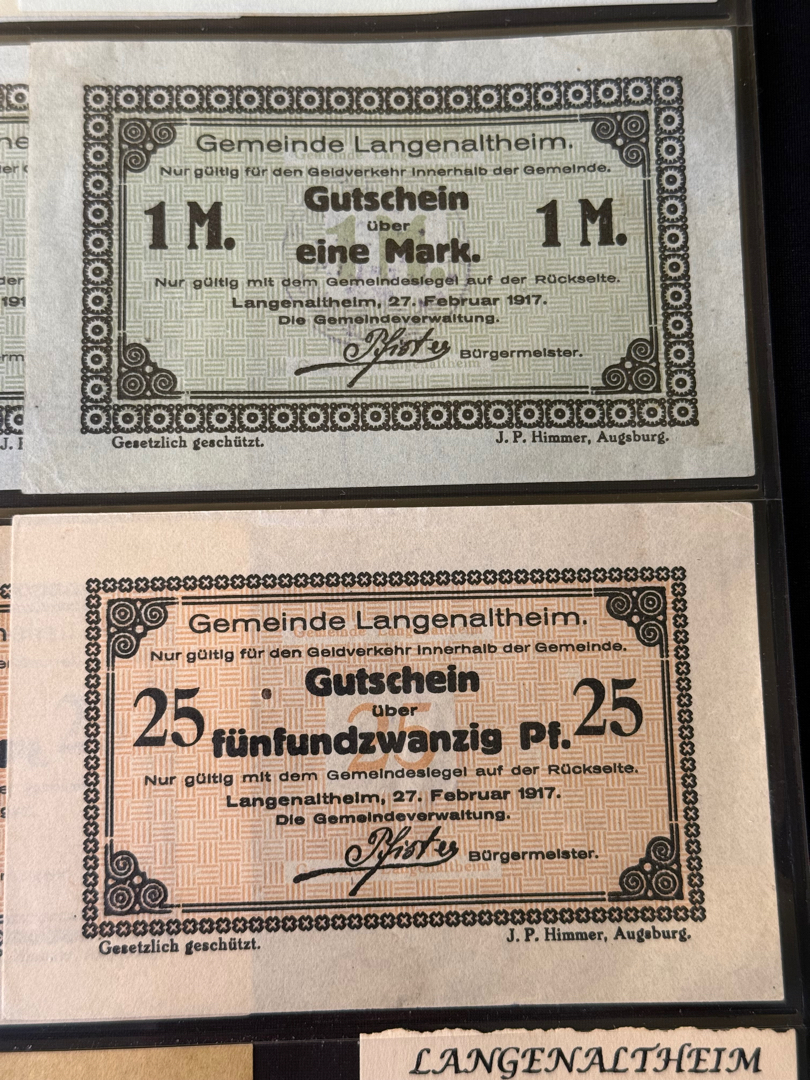 Gemeinde Langenaltheim.
Nur gültig für den Geldverkehr innerhalb der Gemeinde.
Gutschein
1 M. über 1 M.
eine Mark.
Nur gültig mit dem Gemeindesiegel auf der Rückseite.
Langenaltheim, 27. Februar 1917.
Die Gemeindeverwaltung.
Pfister Bürgermeister.
Gesetzlich geschützt. J. P. Himmer, Augsburg.
Gemeinde Langenaltheim.
Nur gültig für den Geldverkehr innerhalb der Gemeinde.
Gutschein
25 über 25
fünfundzwanzig Pf.
Nur gültig mit dem Gemeindesiegel auf der Rückseite.
Langenaltheim, 27. Februar 1917.
Die Gemeindeverwaltung.
Pfister Bürgermeister.
Gesetzlich geschützt. J. P. Himmer, Augsburg.
LANGENALTHEIM